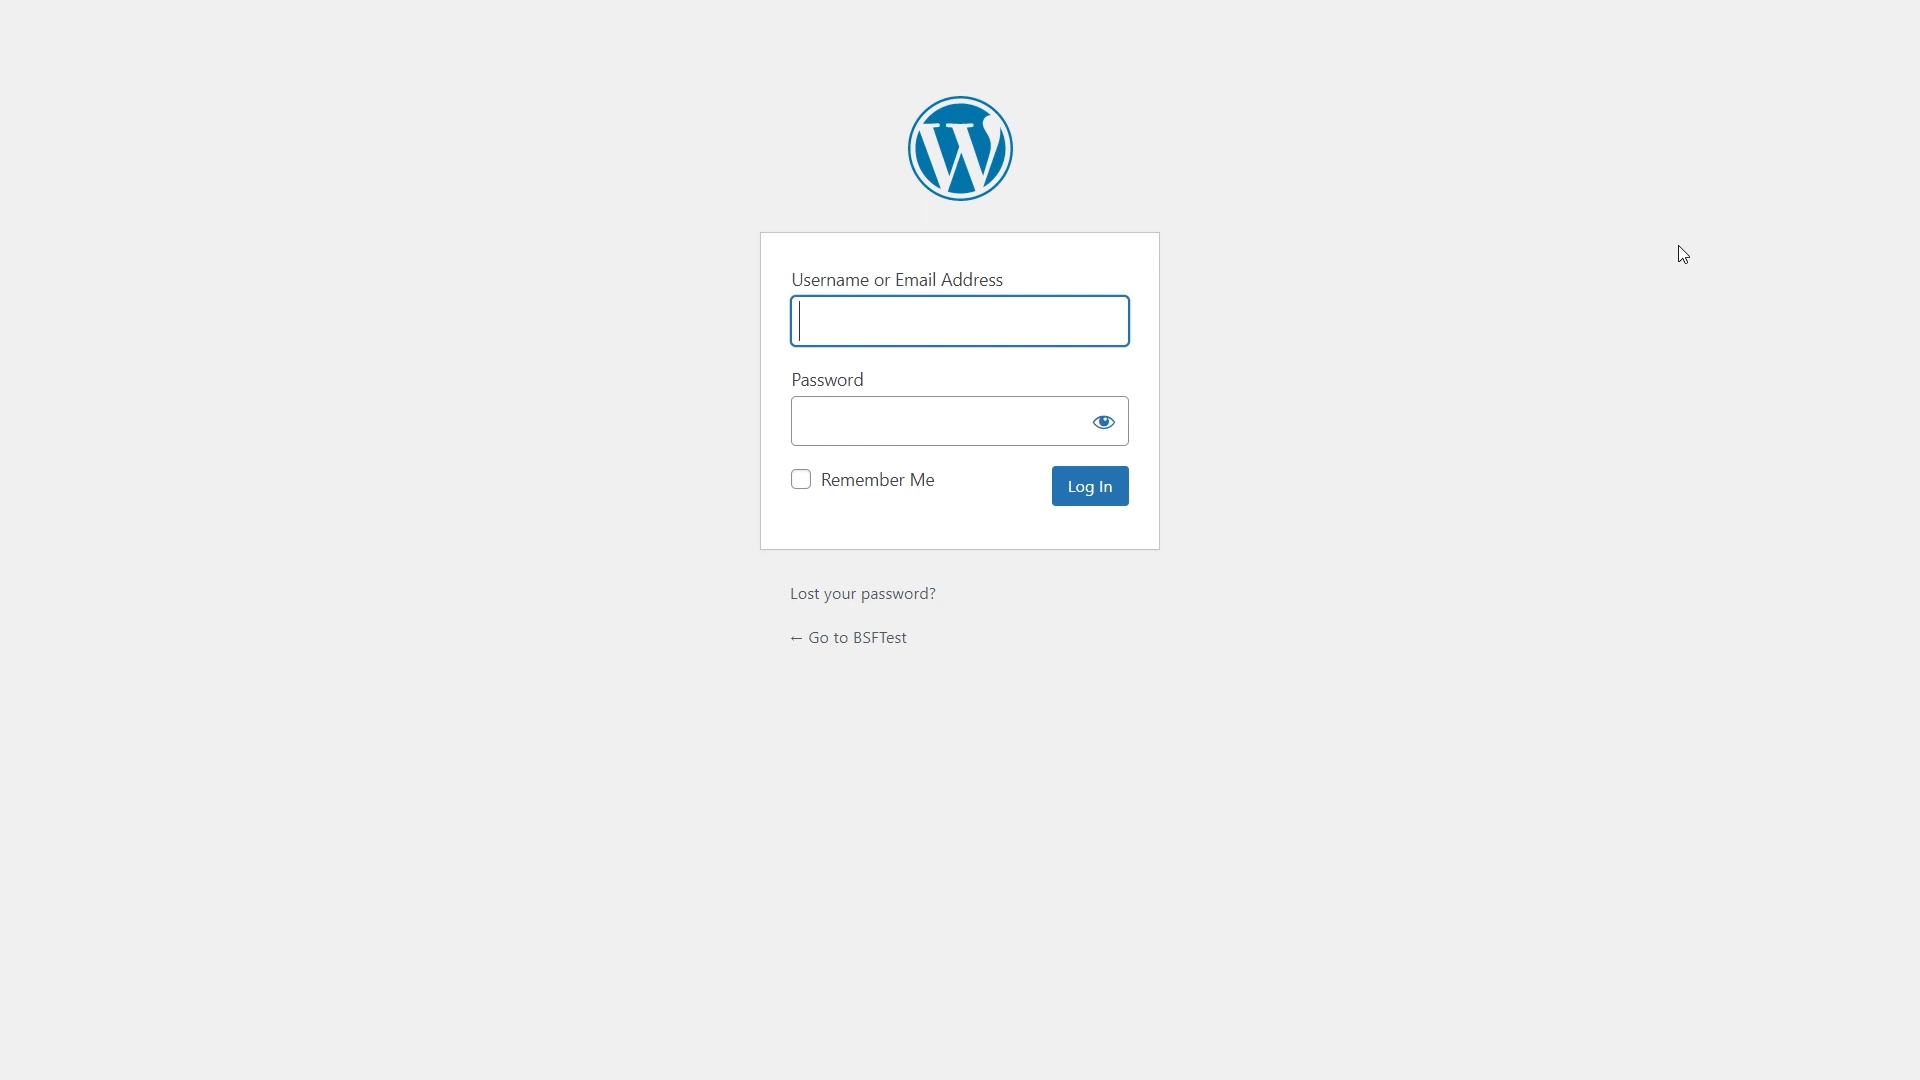 Username or Email Address
Password
Remember Me
Log In
Lost your password?
← Go to BSFTest